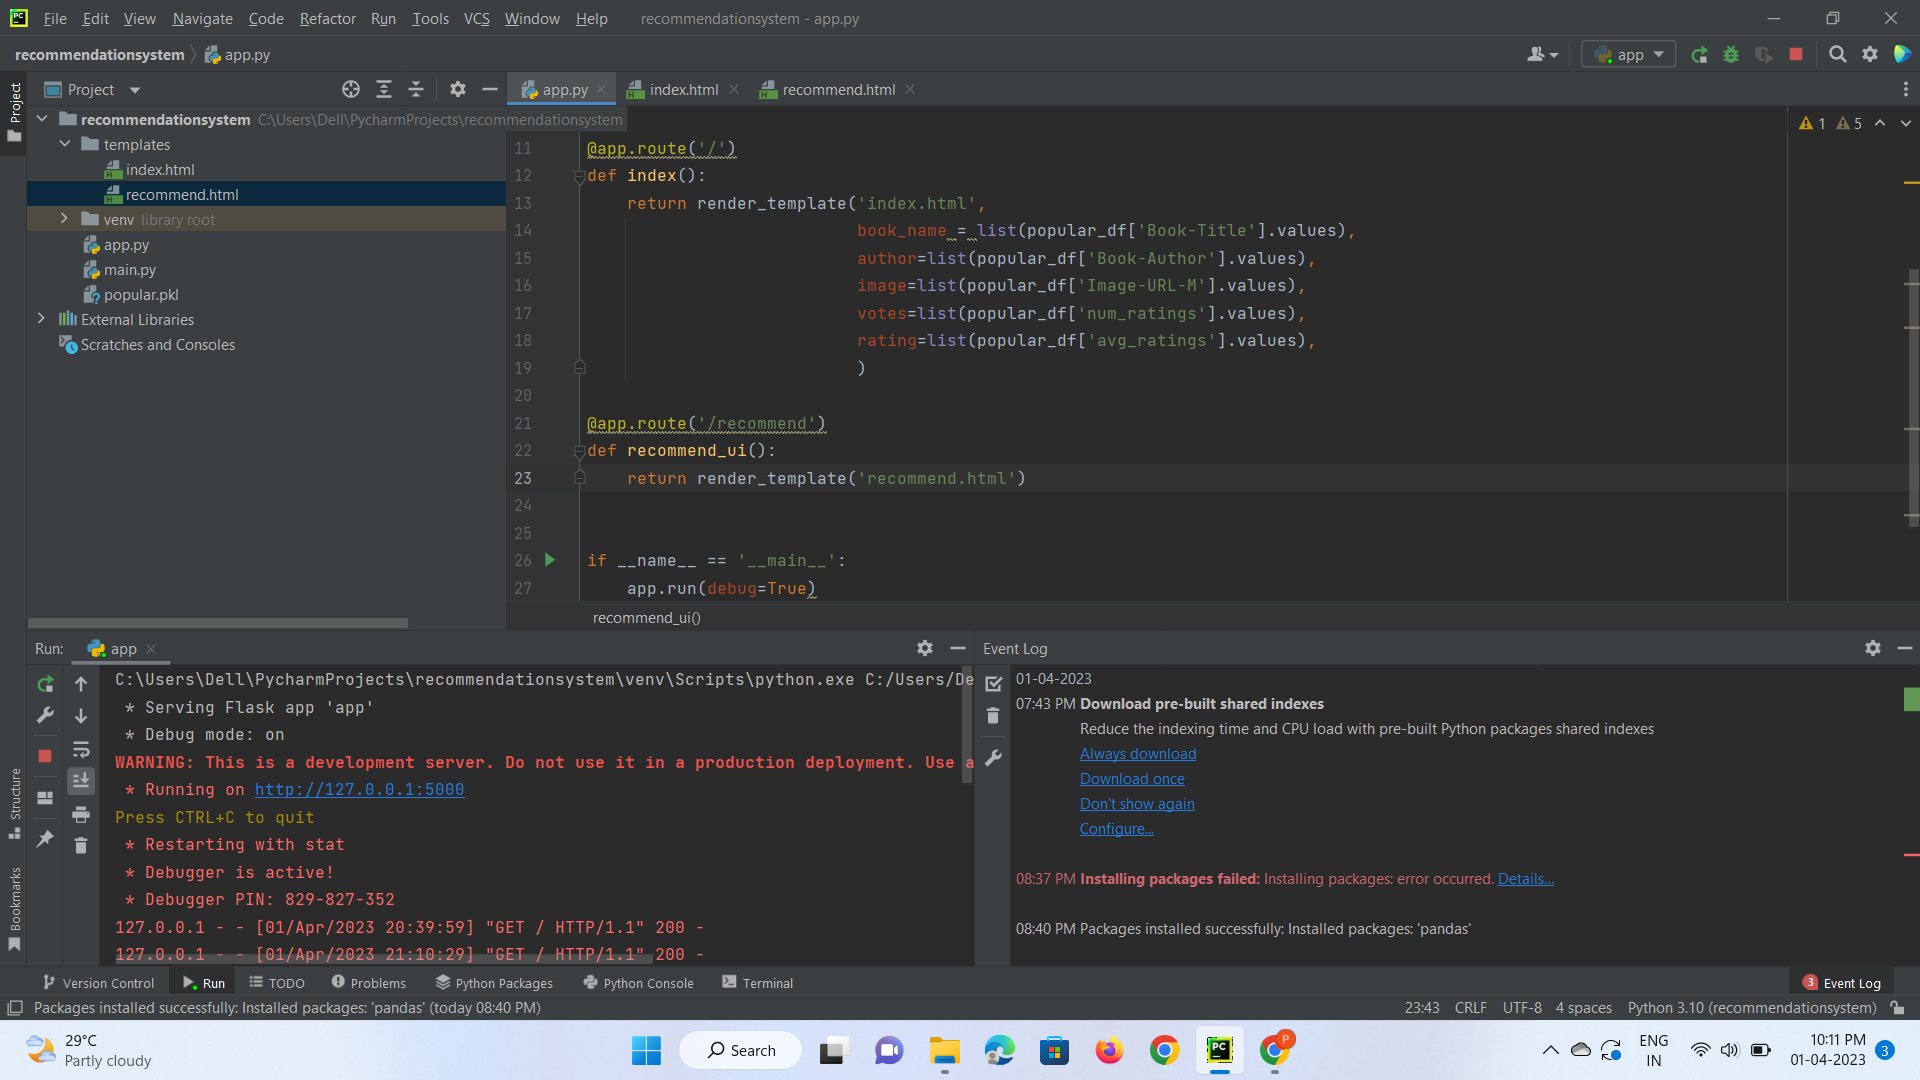 PC File Edit View Navigate Code Refactor Run Tools VCS Window Help recommendationsystem - app.py
recommendationsystem app.py
app
Project
Project
app.py index.html recommend.html
recommendationsystem C:\Users\Dell\PycharmProjects\recommendationsystem
templates
index.html
recommend.html
venv library root
app.py
main.py
popular.pkl
External Libraries
Scratches and Consoles
1 5
11 @app.route('/')
12 def index():
13 return render_template('index.html',
14 book_name = list(popular_df['Book-Title'].values),
15 author=list(popular_df['Book-Author'].values),
16 image=list(popular_df['Image-URL-M'].values),
17 votes=list(popular_df['num_ratings'].values),
18 rating=list(popular_df['avg_ratings'].values),
19 )
20
21 @app.route('/recommend')
22 def recommend_ui():
23 return render_template('recommend.html')
24
25
26 if __name__ == '__main__':
27 app.run(debug=True)
recommend_ui()
Run: app
C:\Users\Dell\PycharmProjects\recommendationsystem\venv\Scripts\python.exe C:/Users/De
* Serving Flask app 'app'
* Debug mode: on
WARNING: This is a development server. Do not use it in a production deployment. Use a
* Running on http://127.0.0.1:5000
Press CTRL+C to quit
* Restarting with stat
* Debugger is active!
* Debugger PIN: 829-827-352
127.0.0.1 - - [01/Apr/2023 20:39:59] "GET / HTTP/1.1" 200 -
127.0.0.1 - - [01/Apr/2023 21:10:29] "GET / HTTP/1.1" 200 -
Structure
Bookmarks
Event Log
01-04-2023
07:43 PM Download pre-built shared indexes
Reduce the indexing time and CPU load with pre-built Python packages shared indexes
Always download
Download once
Don't show again
Configure...
08:37 PM Installing packages failed: Installing packages: error occurred. Details...
08:40 PM Packages installed successfully: Installed packages: 'pandas'
Version Control Run TODO Problems Python Packages Python Console Terminal 3 Event Log
Packages installed successfully: Installed packages: 'pandas' (today 08:40 PM) 23:43 CRLF UTF-8 4 spaces Python 3.10 (recommendationsystem)
29°C
Partly cloudy
Search
PC
P
ENG
IN
10:11 PM
01-04-2023
3